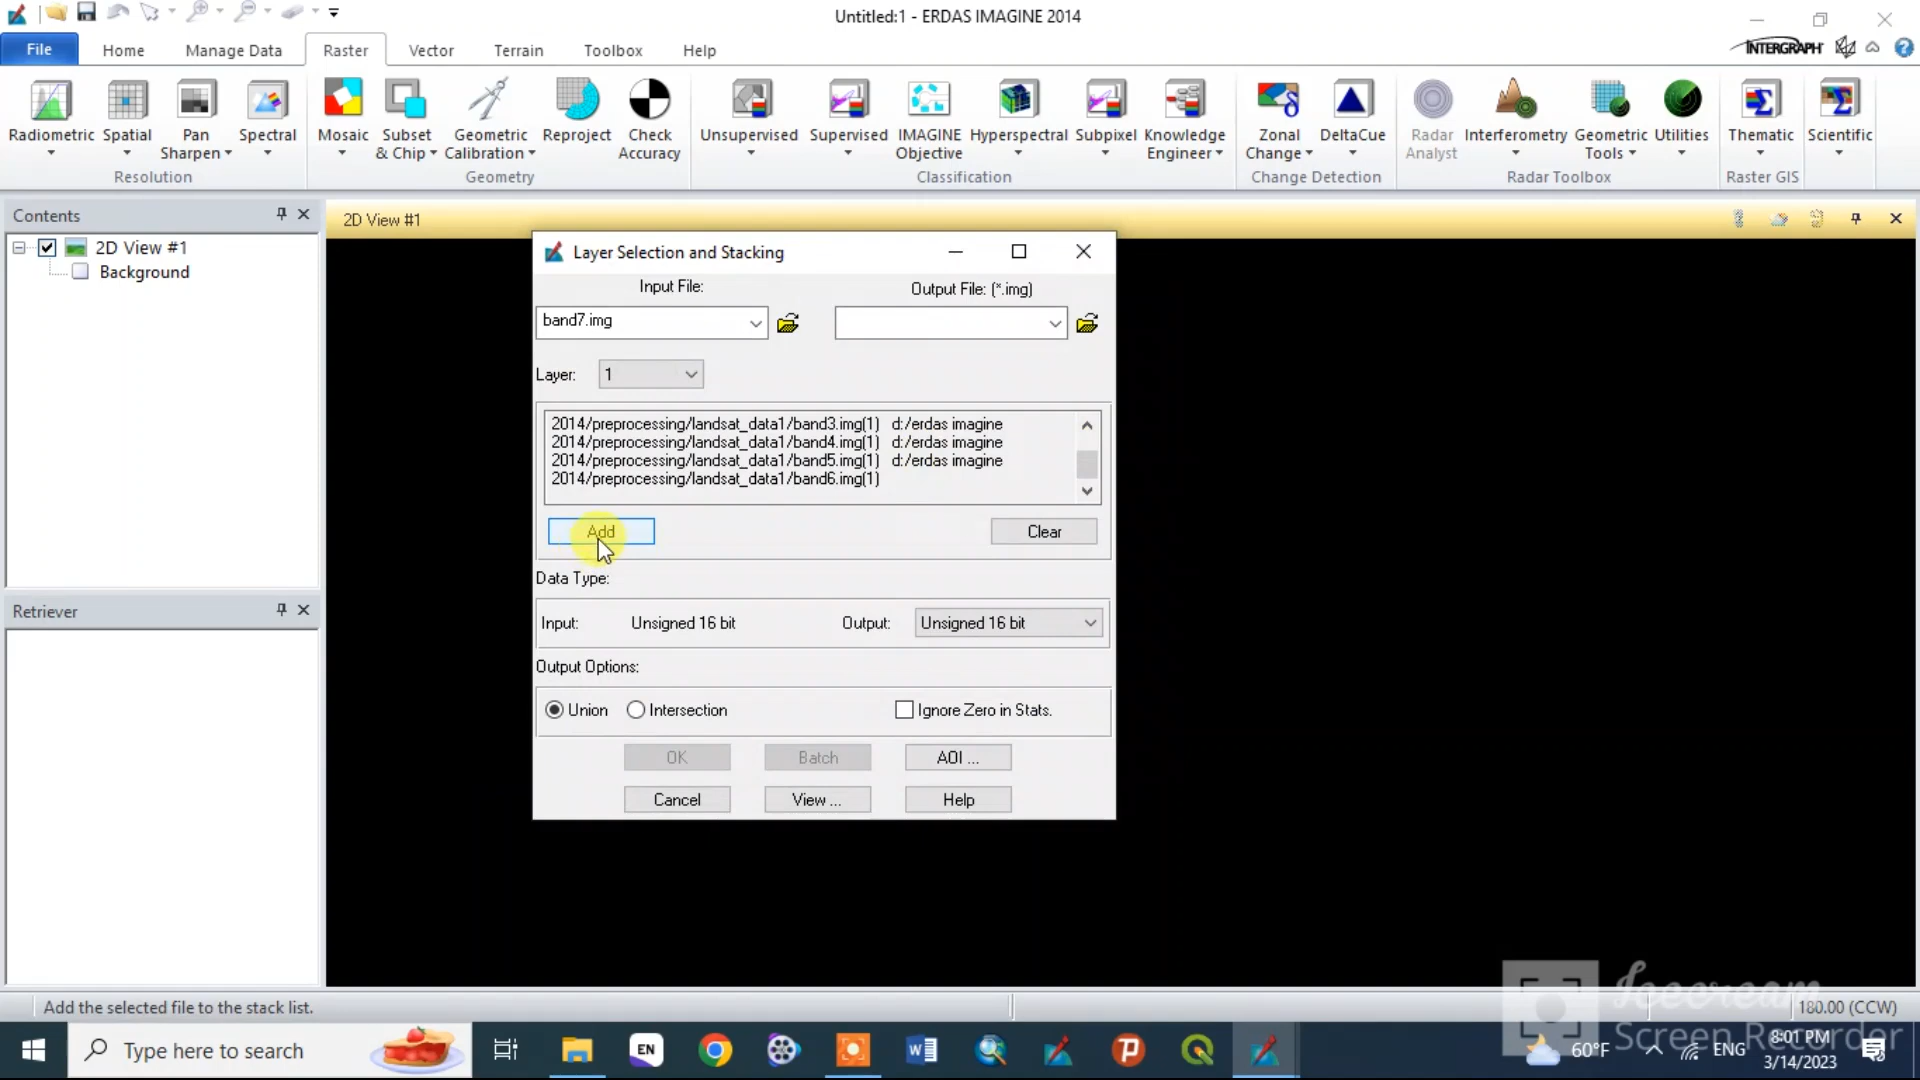 Untitled:1 - ERDAS IMAGINE 2014
File
Home
Manage Data
Raster
Vector
Terrain
Toolbox
Help
INTERGRAPH
Radiometric
Spatial
Pan
Sharpen
Spectral
Mosaic
Subset
& Chip
Geometric
Calibration
Reproject
Check
Accuracy
Unsupervised
Supervised
IMAGINE
Objective
Hyperspectral
Subpixel
Knowledge
Engineer
Zonal
Change
DeltaCue
Radar
Analyst
Interferometry
Geometric
Tools
Utilities
Thematic
Scientific
Resolution
Geometry
Classification
Change Detection
Radar Toolbox
Raster GIS
Contents
2D View #1
2D View #1
Background
Retriever
Layer Selection and Stacking
Input File:
Output File: (*.img)
band7.img
Layer:
1
2014/preprocessing/landsat_data1/band3.img(1) d:/erdas imagine
2014/preprocessing/landsat_data1/band4.img(1) d:/erdas imagine
2014/preprocessing/landsat_data1/band5.img(1) d:/erdas imagine
2014/preprocessing/landsat_data1/band6.img(1)
Add
Clear
Data Type:
Input:
Unsigned 16 bit
Output:
Unsigned 16 bit
Output Options:
Union
Intersection
Ignore Zero in Stats.
OK
Batch
AOI ...
Cancel
View ...
Help
Add the selected file to the stack list.
180.00 (CCW)
Icecream
Screen Recorder
Type here to search
EN
60°F
ENG
8:01 PM
3/14/2023